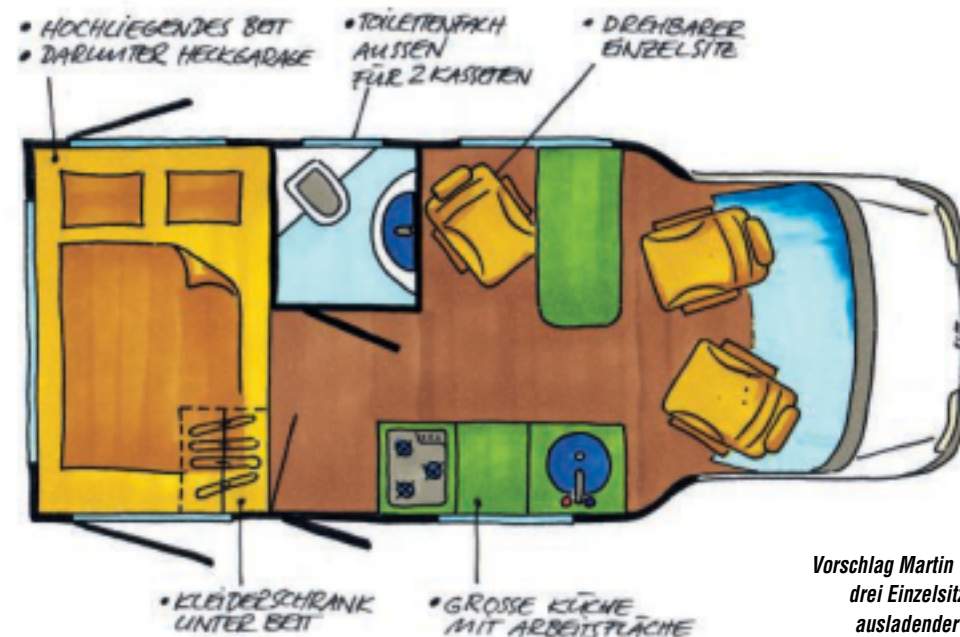 • HOCHLIEGENDES BETT
• DARUNTER HECKGARAGE
• TOILETTENFACH
AUSSEN
FÜR 2 KASSETTEN
• DREHBARER
EINZELSITZ
• KLEIDERSCHRANK
UNTER BETT
• GROSSE KÜCHE
MIT ARBEITSFLÄCHE
Vorschlag Martin
drei Einzelsitz
ausladender